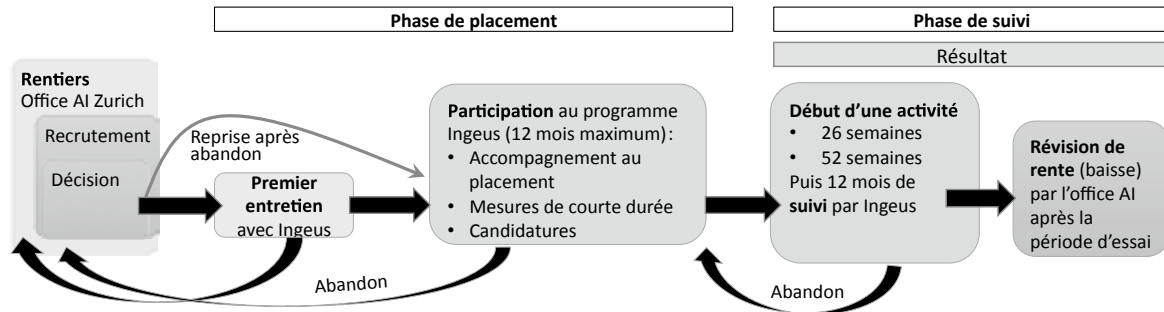 Phase de placement
Phase de suivi
Résultat
Rentiers
Office AI Zurich
Recrutement
Décision
Reprise après
abandon
Premier
entretien
avec Ingeus
Participation au programme
Ingeus (12 mois maximum) :
• Accompagnement au
placement
• Mesures de courte durée
• Candidatures
Début d’une activité
• 26 semaines
• 52 semaines
Puis 12 mois de
suivi par Ingeus
Révision de
rente (baisse)
par l’office AI
après la
période d’essai
Abandon
Abandon